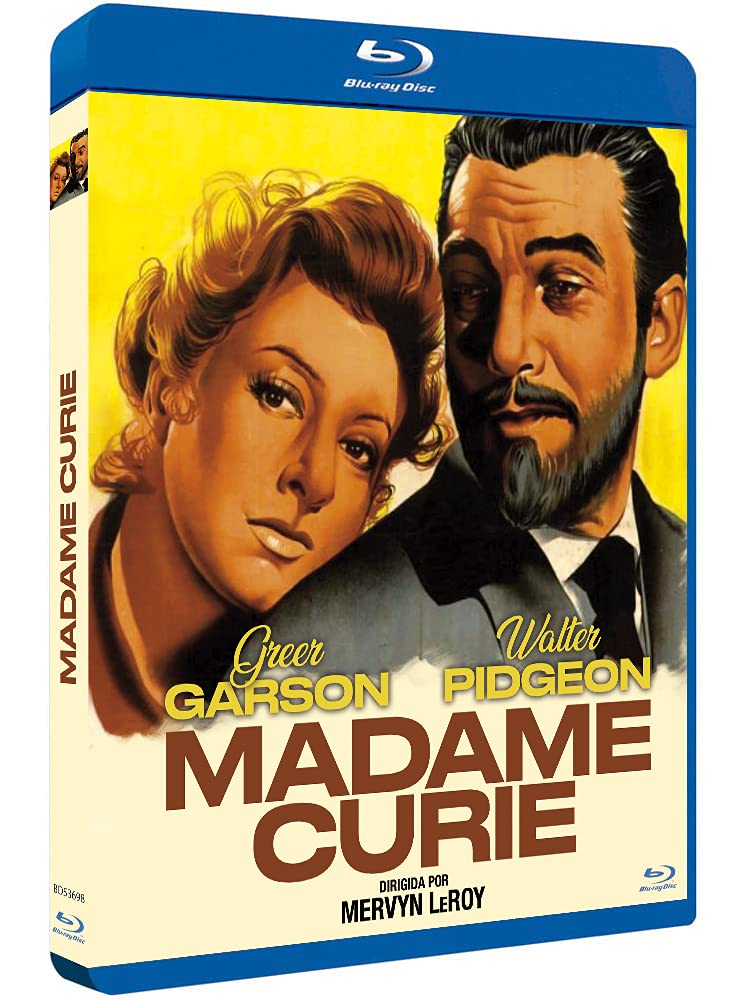 Blu-ray Disc
MADAME CURIE
BD53698
Blu-ray Disc
Greer
GARSON
Walter
PIDGEON
MADAME
CURIE
DIRIGIDA POR
MERVYN LEROY
Blu-ray Disc